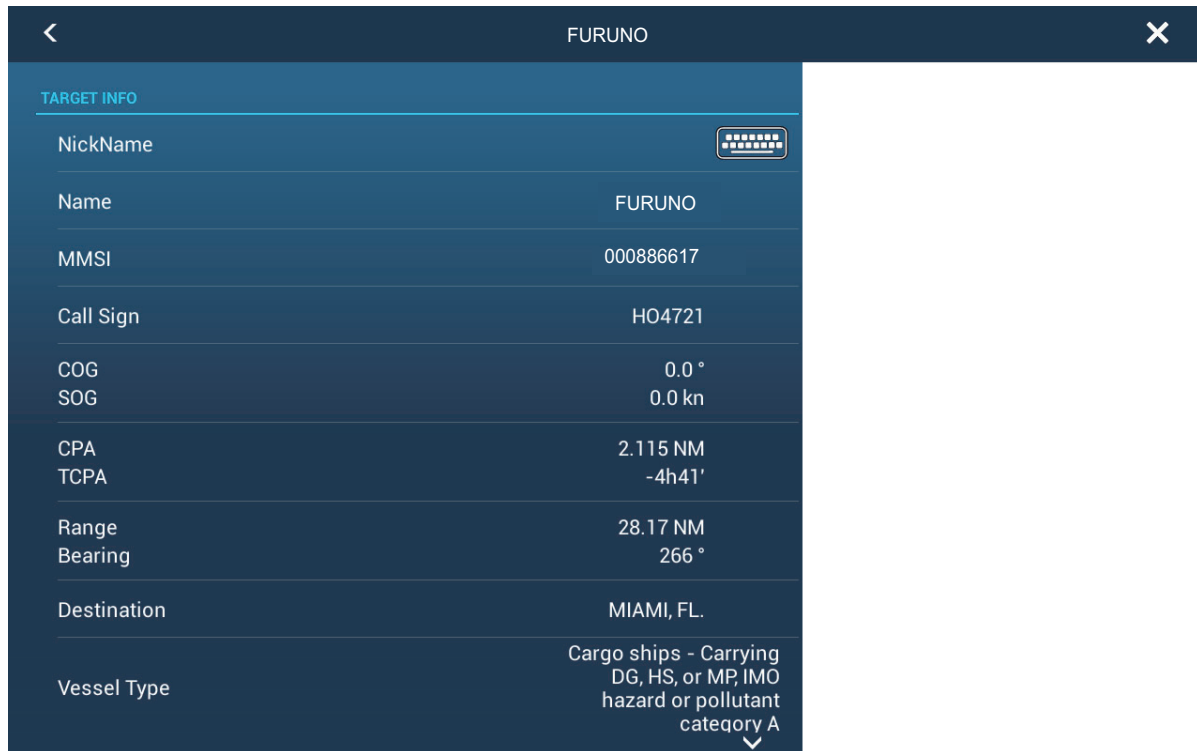 FURUNO
TARGET INFO
NickName
Name FURUNO
MMSI 000886617
Call Sign HO4721
COG 0.0 °
SOG 0.0 kn
CPA 2.115 NM
TCPA -4h41'
Range 28.17 NM
Bearing 266 °
Destination MIAMI, FL.
Vessel Type
Cargo ships - Carrying
DG, HS, or MP, IMO
hazard or pollutant
category A